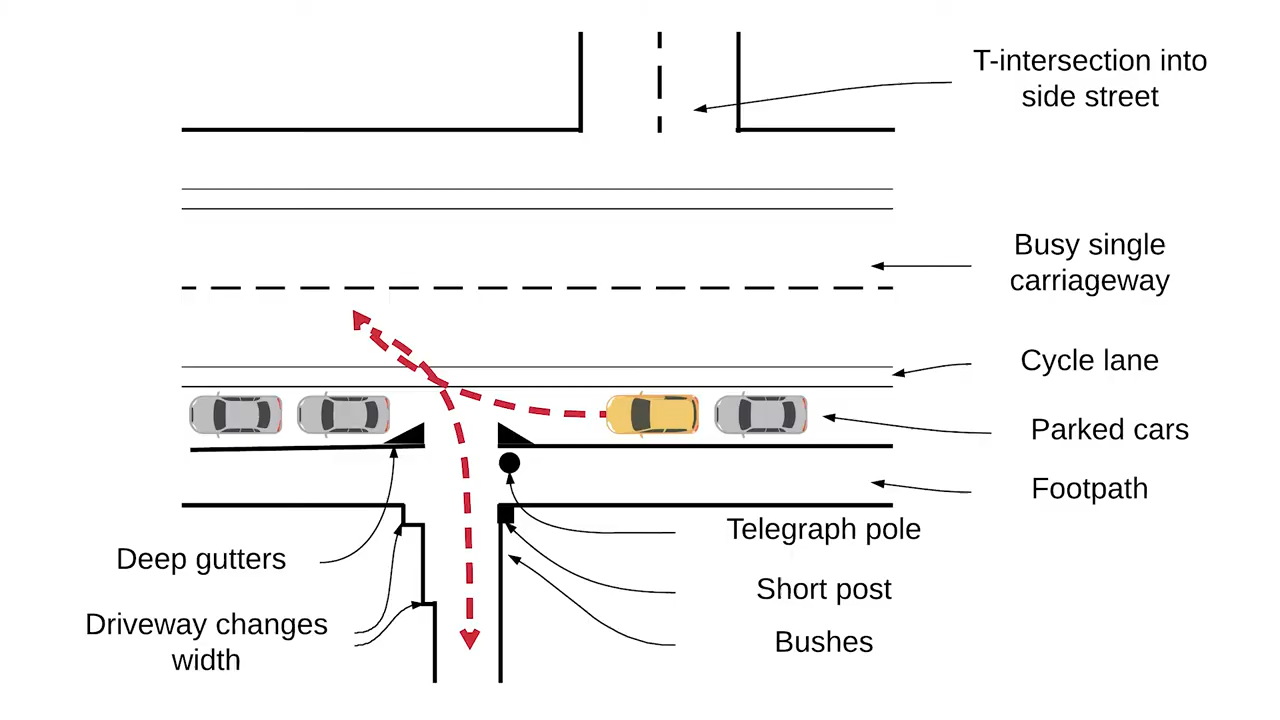 T-intersection into
side street
Busy single
carriageway
Cycle lane
Parked cars
Footpath
Telegraph pole
Deep gutters
Short post
Driveway changes
width
Bushes